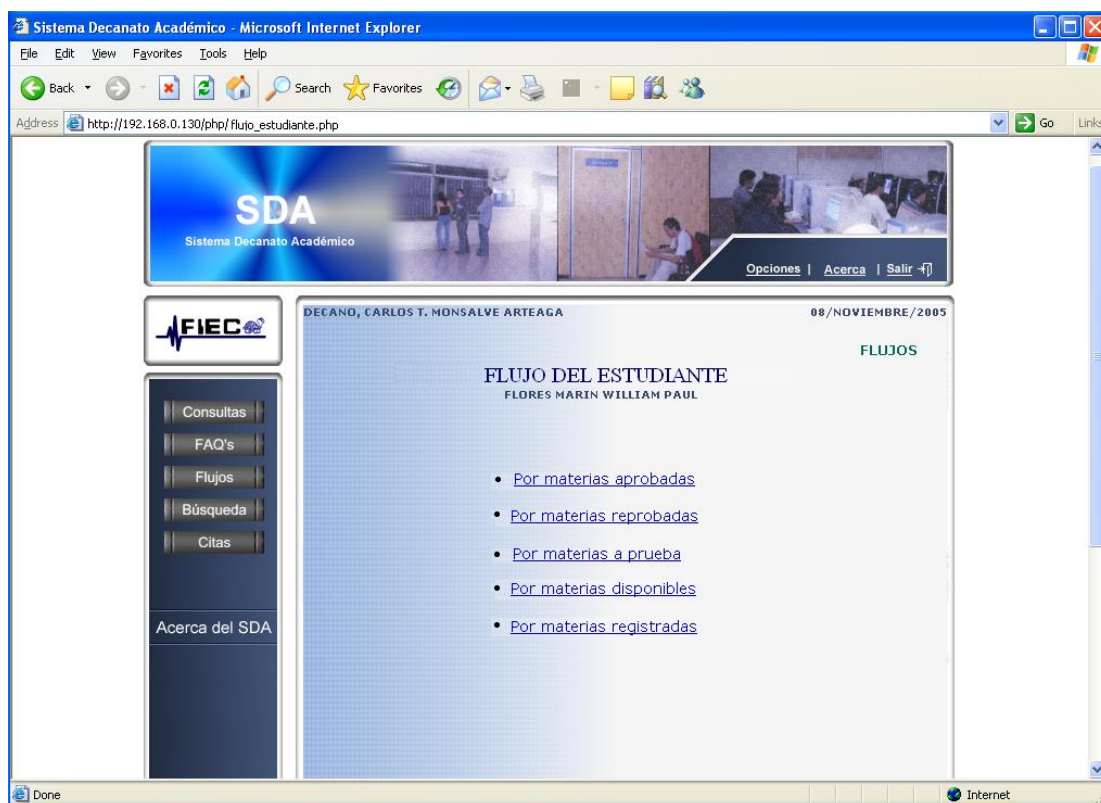 Sistema Decanato Académico - Microsoft Internet Explorer
File Edit View Favorites Tools Help
Back Search Favorites
Address http://192.168.0.130/php/flujo_estudiante.php Go Links
SDA
Sistema Decanato Académico
Opciones | Acerca | Salir
FIEC
DECANO, CARLOS T. MONSALVE ARTEAGA 08/NOVIEMBRE/2005
FLUJOS
FLUJO DEL ESTUDIANTE
FLORES MARIN WILLIAM PAUL
Consultas
FAQ's
Flujos
Búsqueda
Citas
Acerca del SDA
• Por materias aprobadas
• Por materias reprobadas
• Por materias a prueba
• Por materias disponibles
• Por materias registradas
Done Internet